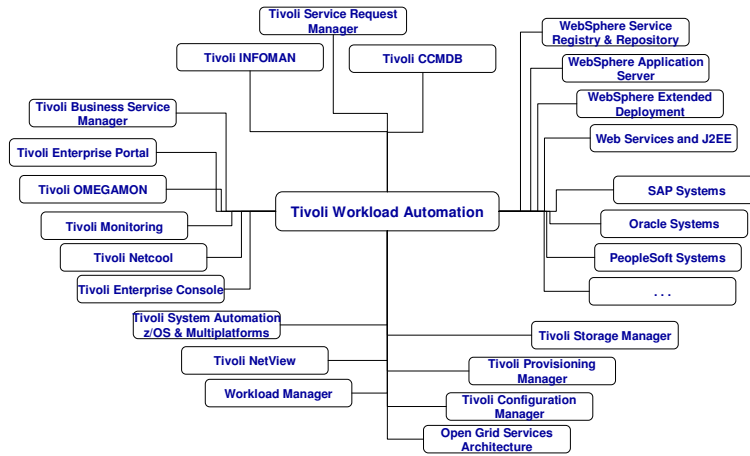 Tivoli Service Request
Manager
Tivoli INFOMAN
Tivoli CCMDB
WebSphere Service
Registry & Repository
WebSphere Application
Server
WebSphere Extended
Deployment
Web Services and J2EE
Tivoli Business Service
Manager
Tivoli Enterprise Portal
Tivoli OMEGAMON
Tivoli Monitoring
Tivoli Netcool
Tivoli Enterprise Console
Tivoli Workload Automation
SAP Systems
Oracle Systems
PeopleSoft Systems
. . .
Tivoli System Automation
z/OS & Multiplatforms
Tivoli NetView
Workload Manager
Tivoli Storage Manager
Tivoli Provisioning
Manager
Tivoli Configuration
Manager
Open Grid Services
Architecture